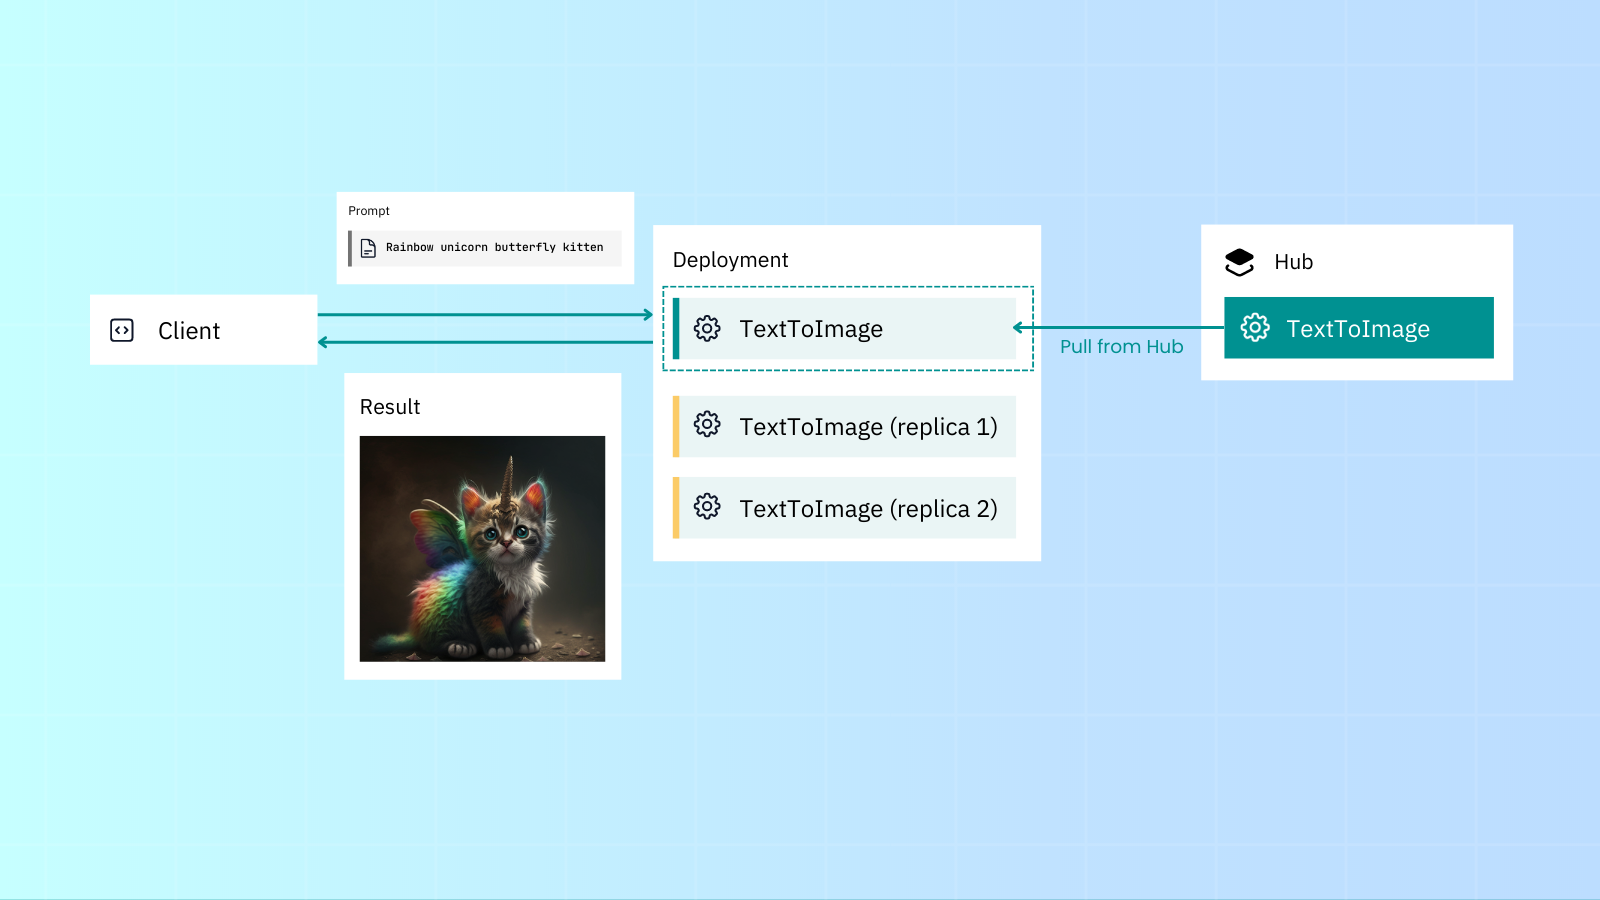 Prompt
Rainbow unicorn butterfly kitten
Client
Result
Deployment
TextToImage
TextToImage (replica 1)
TextToImage (replica 2)
Pull from Hub
Hub
TextToImage